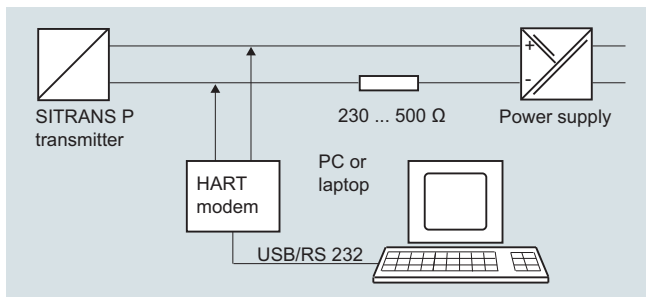 +
-
SITRANS P
transmitter
230 ... 500 Ω
Power supply
HART
modem
PC or
laptop
USB/RS 232